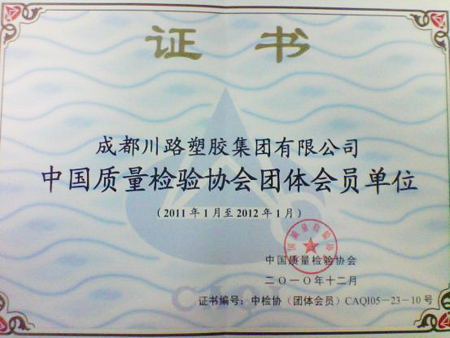 证书
成都川路塑胶集团有限公司
中国质量检验协会团体会员单位
(2011年1月至2012年1月)
中国质量检验协会
二○一○年十二月
证书编号:中检协(团体会员)CAQI05-23-10号
CAQI